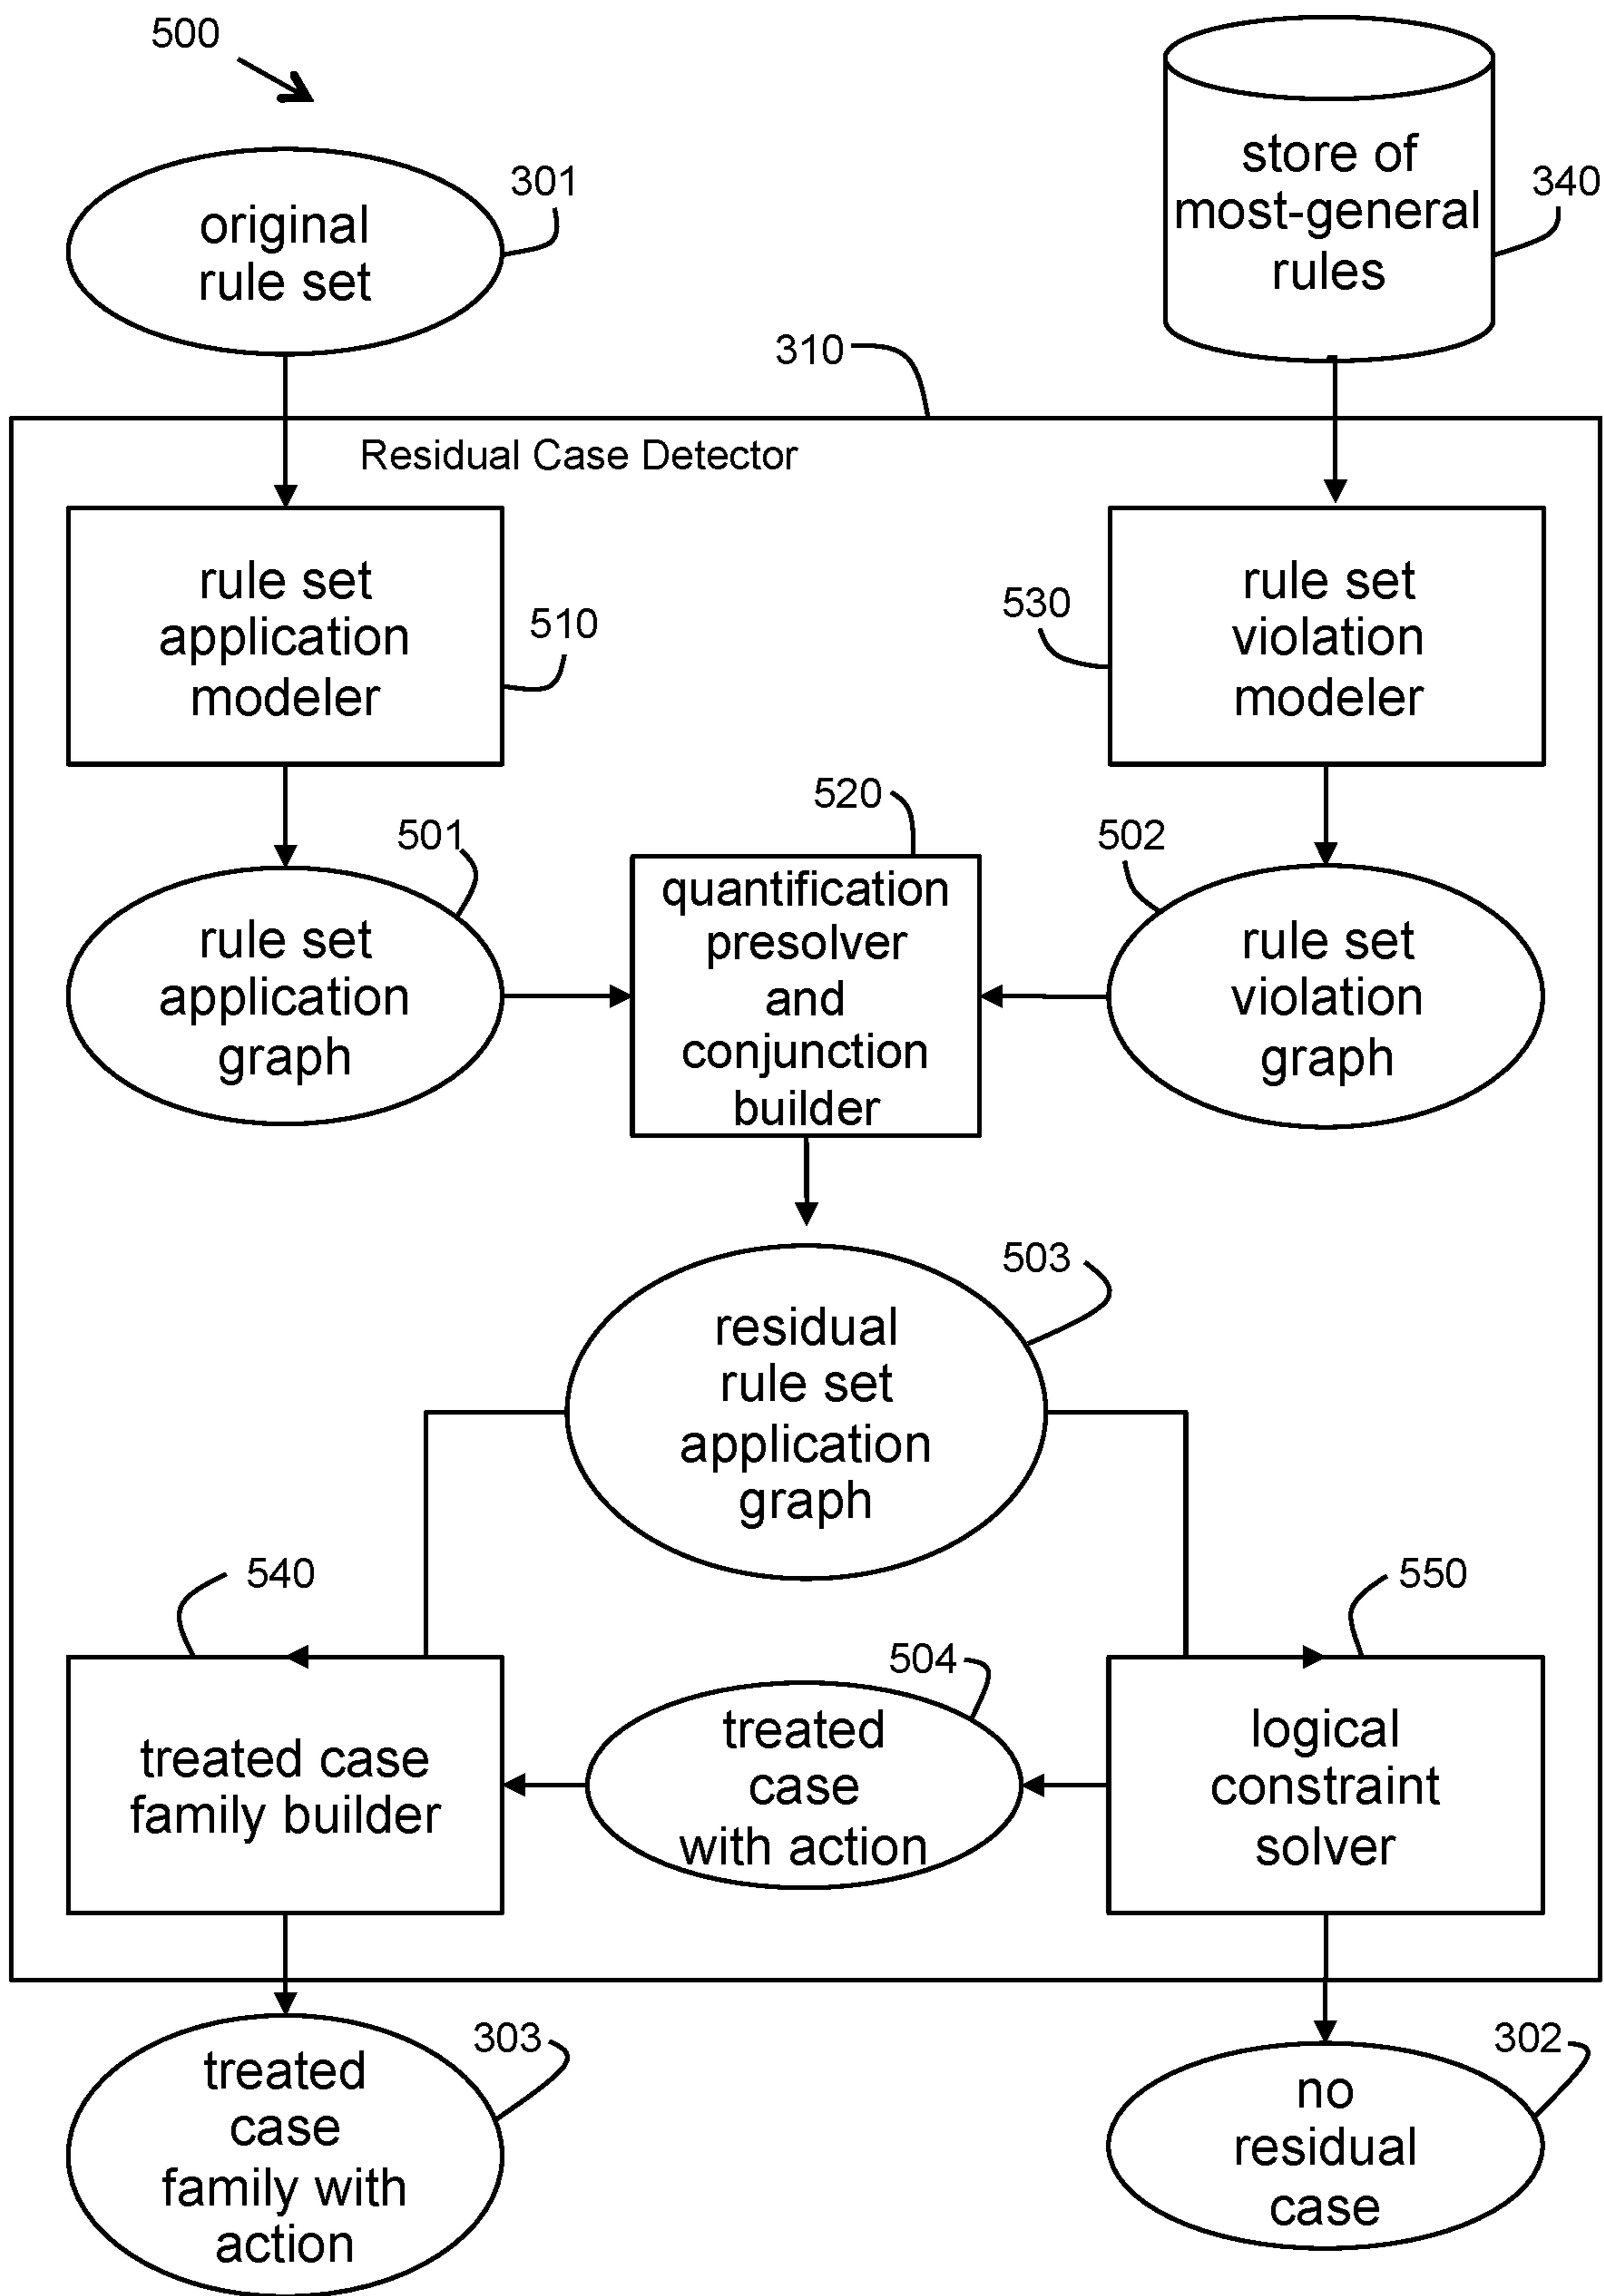 500
original
rule set
301
store of
most-general
rules
340
310
Residual Case Detector
rule set
application
modeler
510
530
rule set
violation
modeler
520
501
502
rule set
application
graph
quantification
presolver
and
conjunction
builder
rule set
violation
graph
503
residual
rule set
application
graph
540
550
504
treated case
family builder
treated
case
with action
logical
constraint
solver
303
302
treated
case
family with
action
no
residual
case